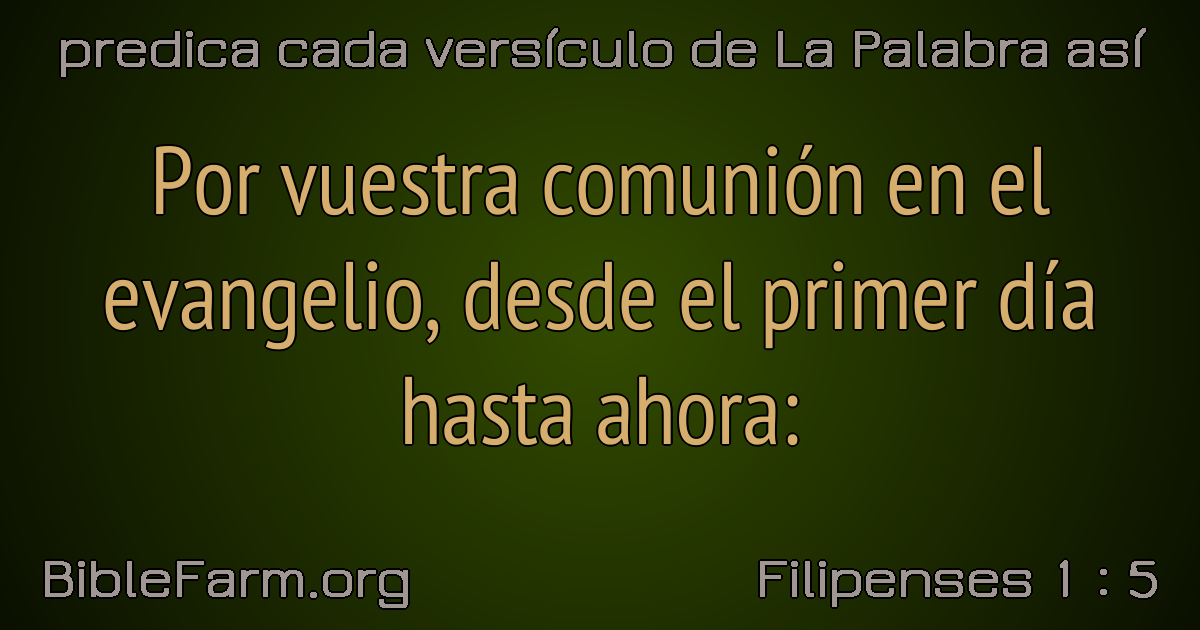 predica cada versículo de La Palabra así
Por vuestra comunión en el
evangelio, desde el primer día
hasta ahora:
BibleFarm.org
Filipenses 1 : 5